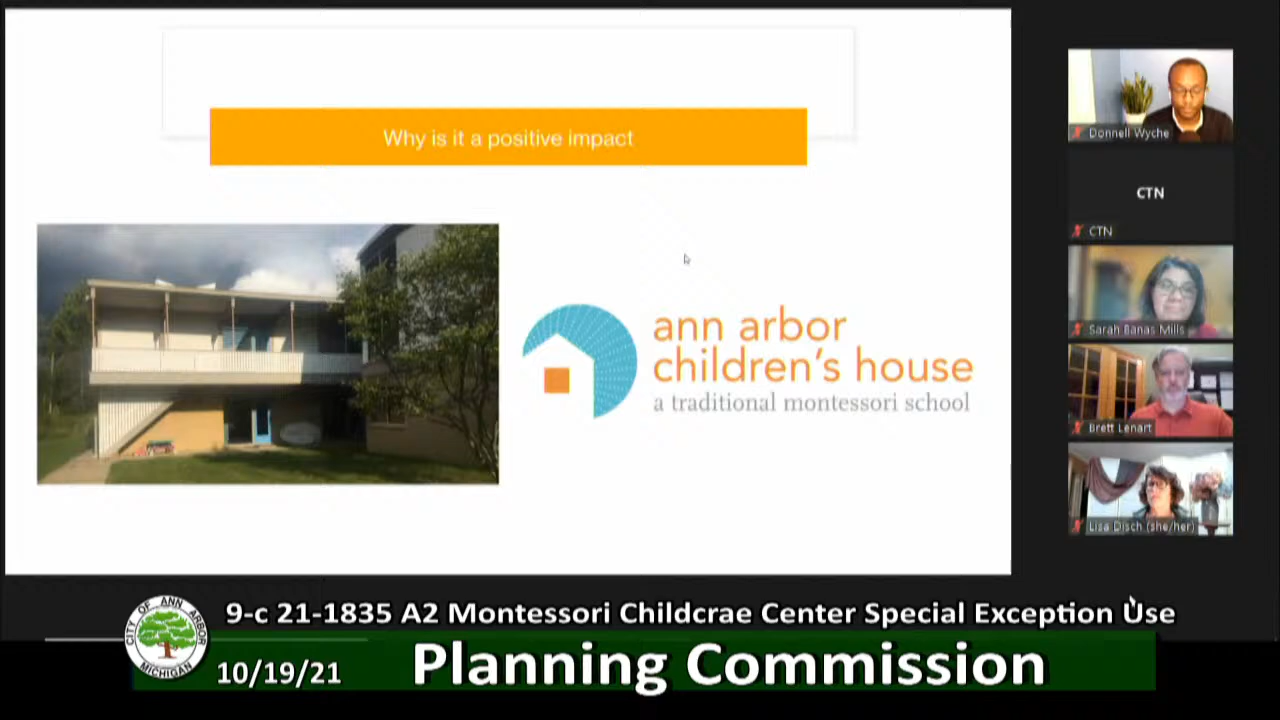 Why is it a positive impact
ann arbor
children's house
a traditional montessori school
Donnell Wyche
CTN
CTN
Sarah Banas Mills
Brett Lenart
Lisa Disch (she/her)
CITY OF ANN ARBOR
MICHIGAN
9-c 21-1835 A2 Montessori Childcrae Center Special Exception Use
10/19/21
Planning Commission